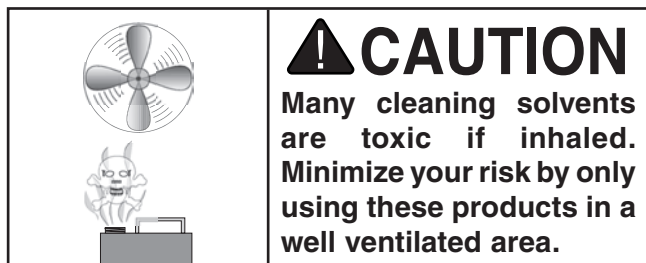 CAUTION
Many cleaning solvents
are toxic if inhaled.
Minimize your risk by only
using these products in a
well ventilated area.